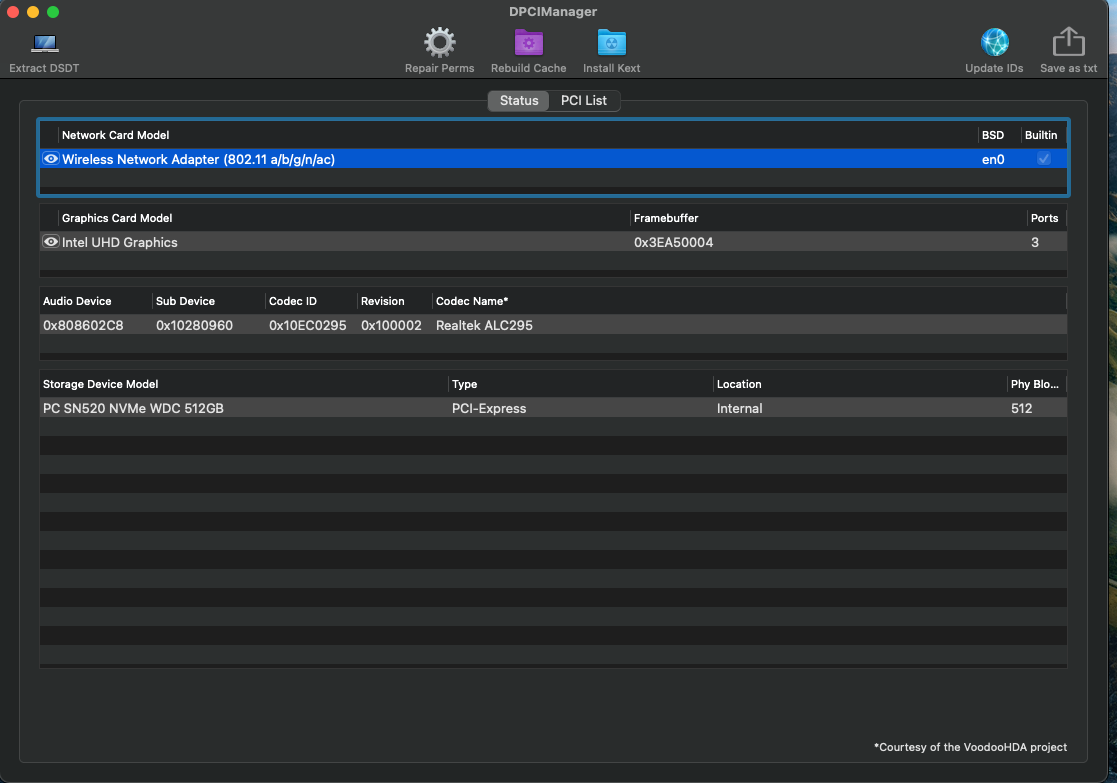 DPCIManager
Extract DSDT
Repair Perms
Rebuild Cache
Install Kext
Update IDs
Save as txt
Status PCI List
Network Card Model BSD Builtin
Wireless Network Adapter (802.11 a/b/g/n/ac) en0
Graphics Card Model Framebuffer Ports
Intel UHD Graphics 0x3EA50004 3
Audio Device Sub Device Codec ID Revision Codec Name*
0x808602C8 0x10280960 0x10EC0295 0x100002 Realtek ALC295
Storage Device Model Type Location Phy Blo...
PC SN520 NVMe WDC 512GB PCI-Express Internal 512
*Courtesy of the VoodooHDA project